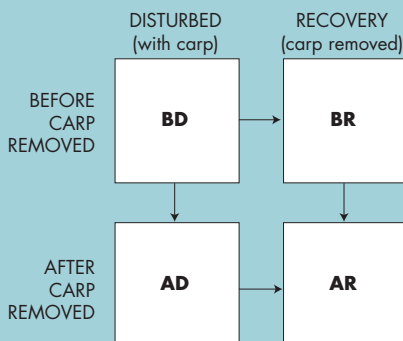 DISTURBED
(with carp)
RECOVERY
(carp removed)
BEFORE
CARP
REMOVED
BD
BR
AFTER
CARP
REMOVED
AD
AR